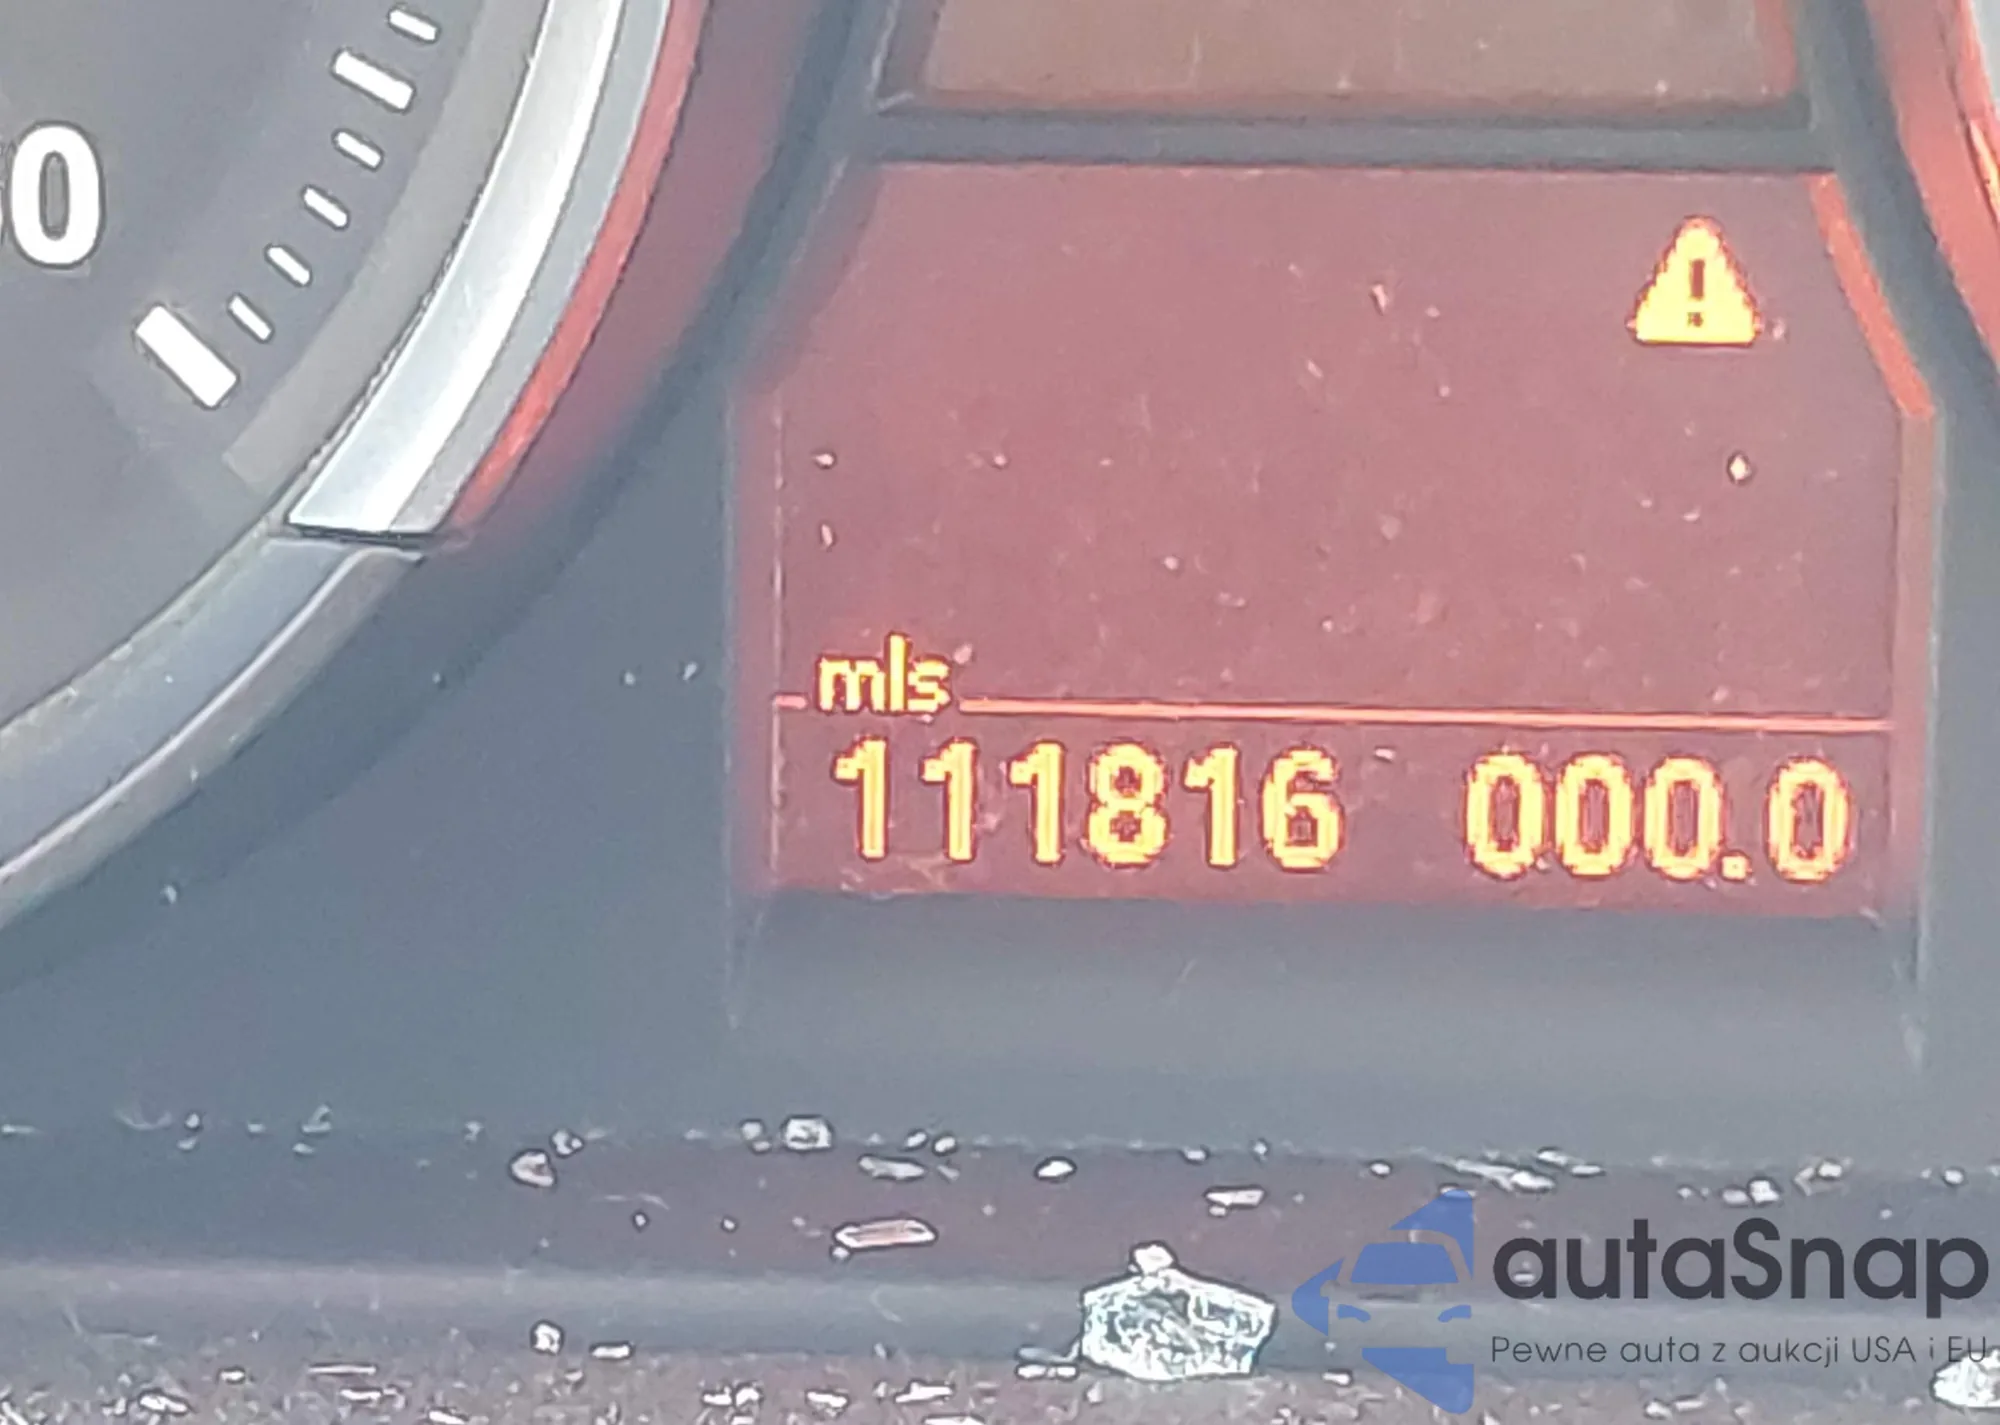 0
mls
111816 000.0
autaSnap
Pewne auta z aukcji USA i EU